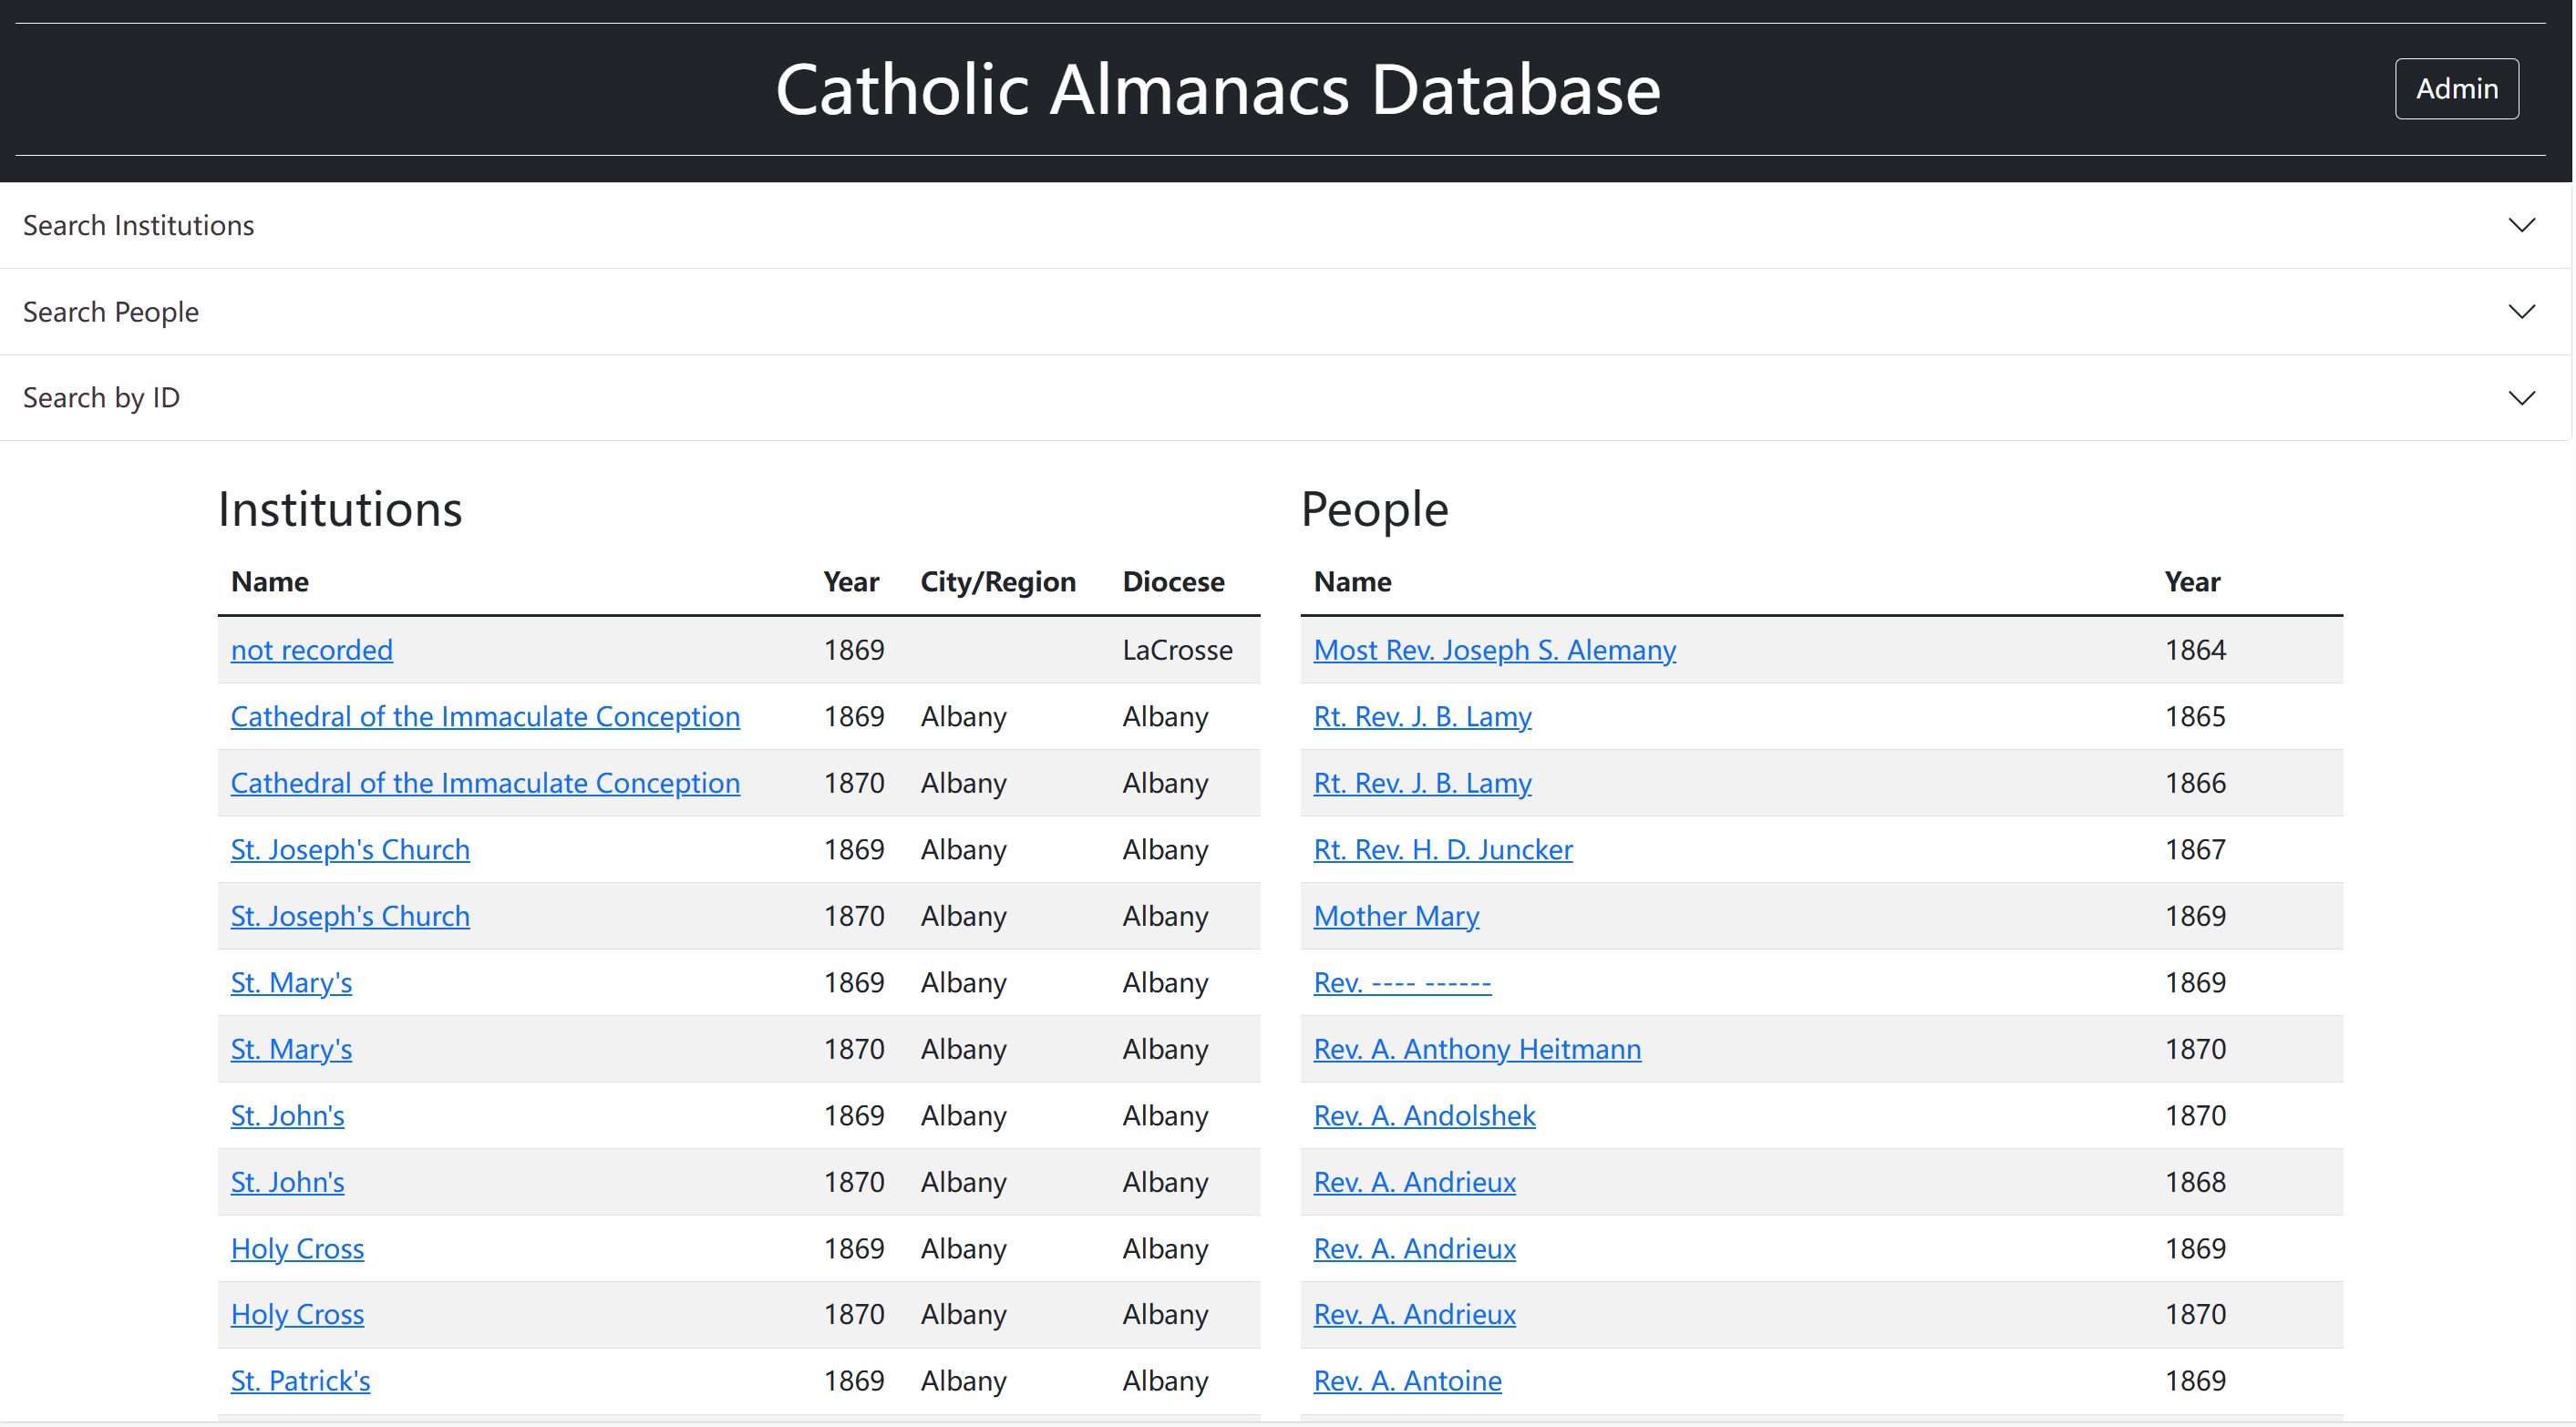 Catholic Almanacs Database
Admin
Search Institutions
Search People
Search by ID
Institutions
Name Year City/Region Diocese
not recorded 1869 LaCrosse
Cathedral of the Immaculate Conception 1869 Albany Albany
Cathedral of the Immaculate Conception 1870 Albany Albany
St. Joseph's Church 1869 Albany Albany
St. Joseph's Church 1870 Albany Albany
St. Mary's 1869 Albany Albany
St. Mary's 1870 Albany Albany
St. John's 1869 Albany Albany
St. John's 1870 Albany Albany
Holy Cross 1869 Albany Albany
Holy Cross 1870 Albany Albany
St. Patrick's 1869 Albany Albany
People
Name Year
Most Rev. Joseph S. Alemany 1864
Rt. Rev. J. B. Lamy 1865
Rt. Rev. J. B. Lamy 1866
Rt. Rev. H. D. Juncker 1867
Mother Mary 1869
Rev. ---- ------ 1869
Rev. A. Anthony Heitmann 1870
Rev. A. Andolshek 1870
Rev. A. Andrieux 1868
Rev. A. Andrieux 1869
Rev. A. Andrieux 1870
Rev. A. Antoine 1869